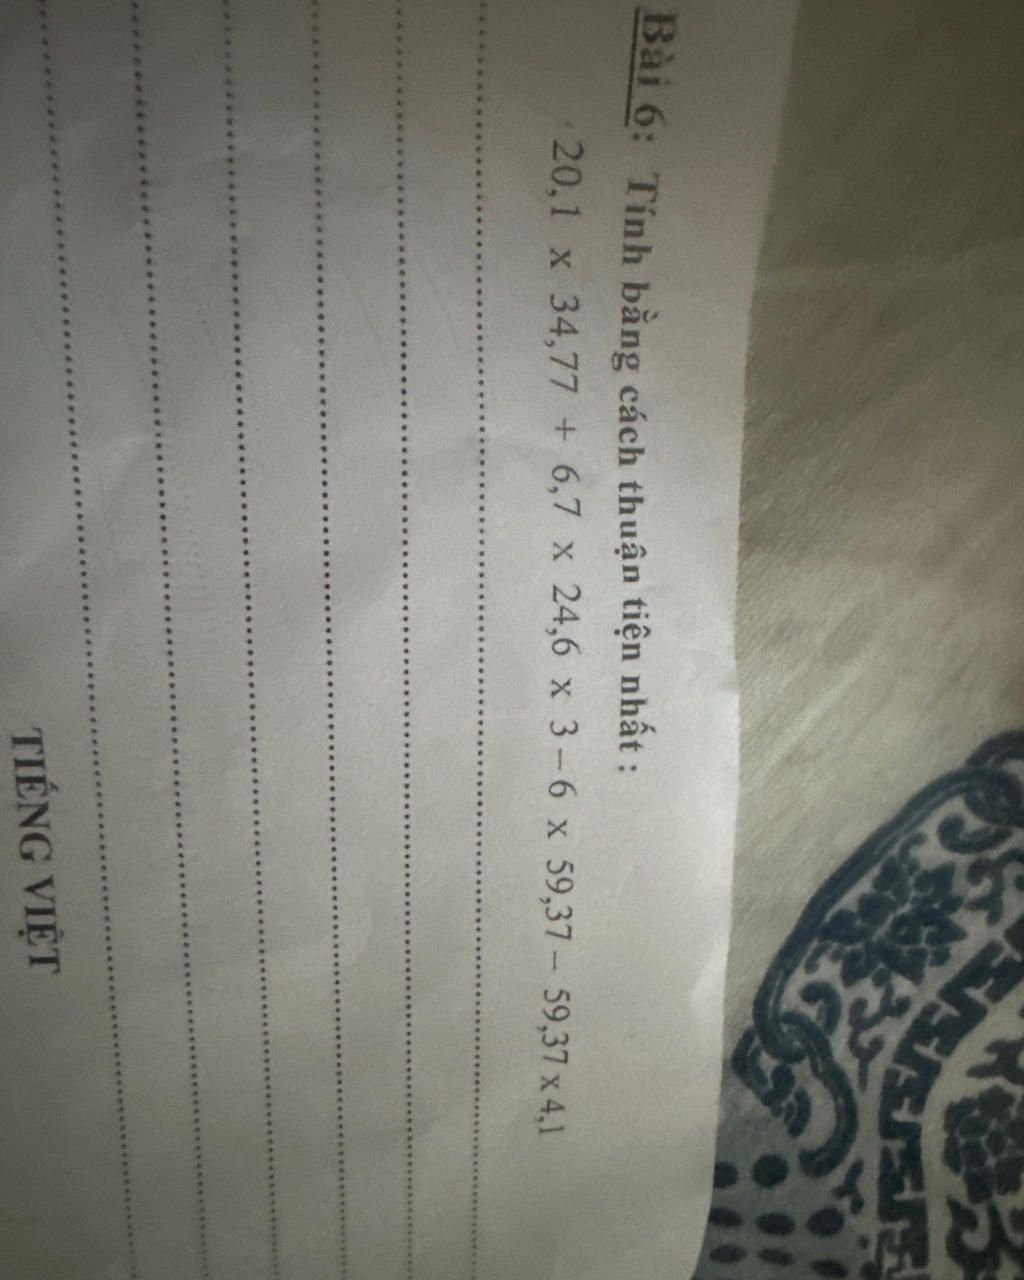 Bài 6: Tính bằng cách thuận tiện nhất :
20,1 x 34,77 + 6,7 x 24,6 x 3 – 6 x 59,37 – 59,37 x 4,1
TIẾNG VIỆT